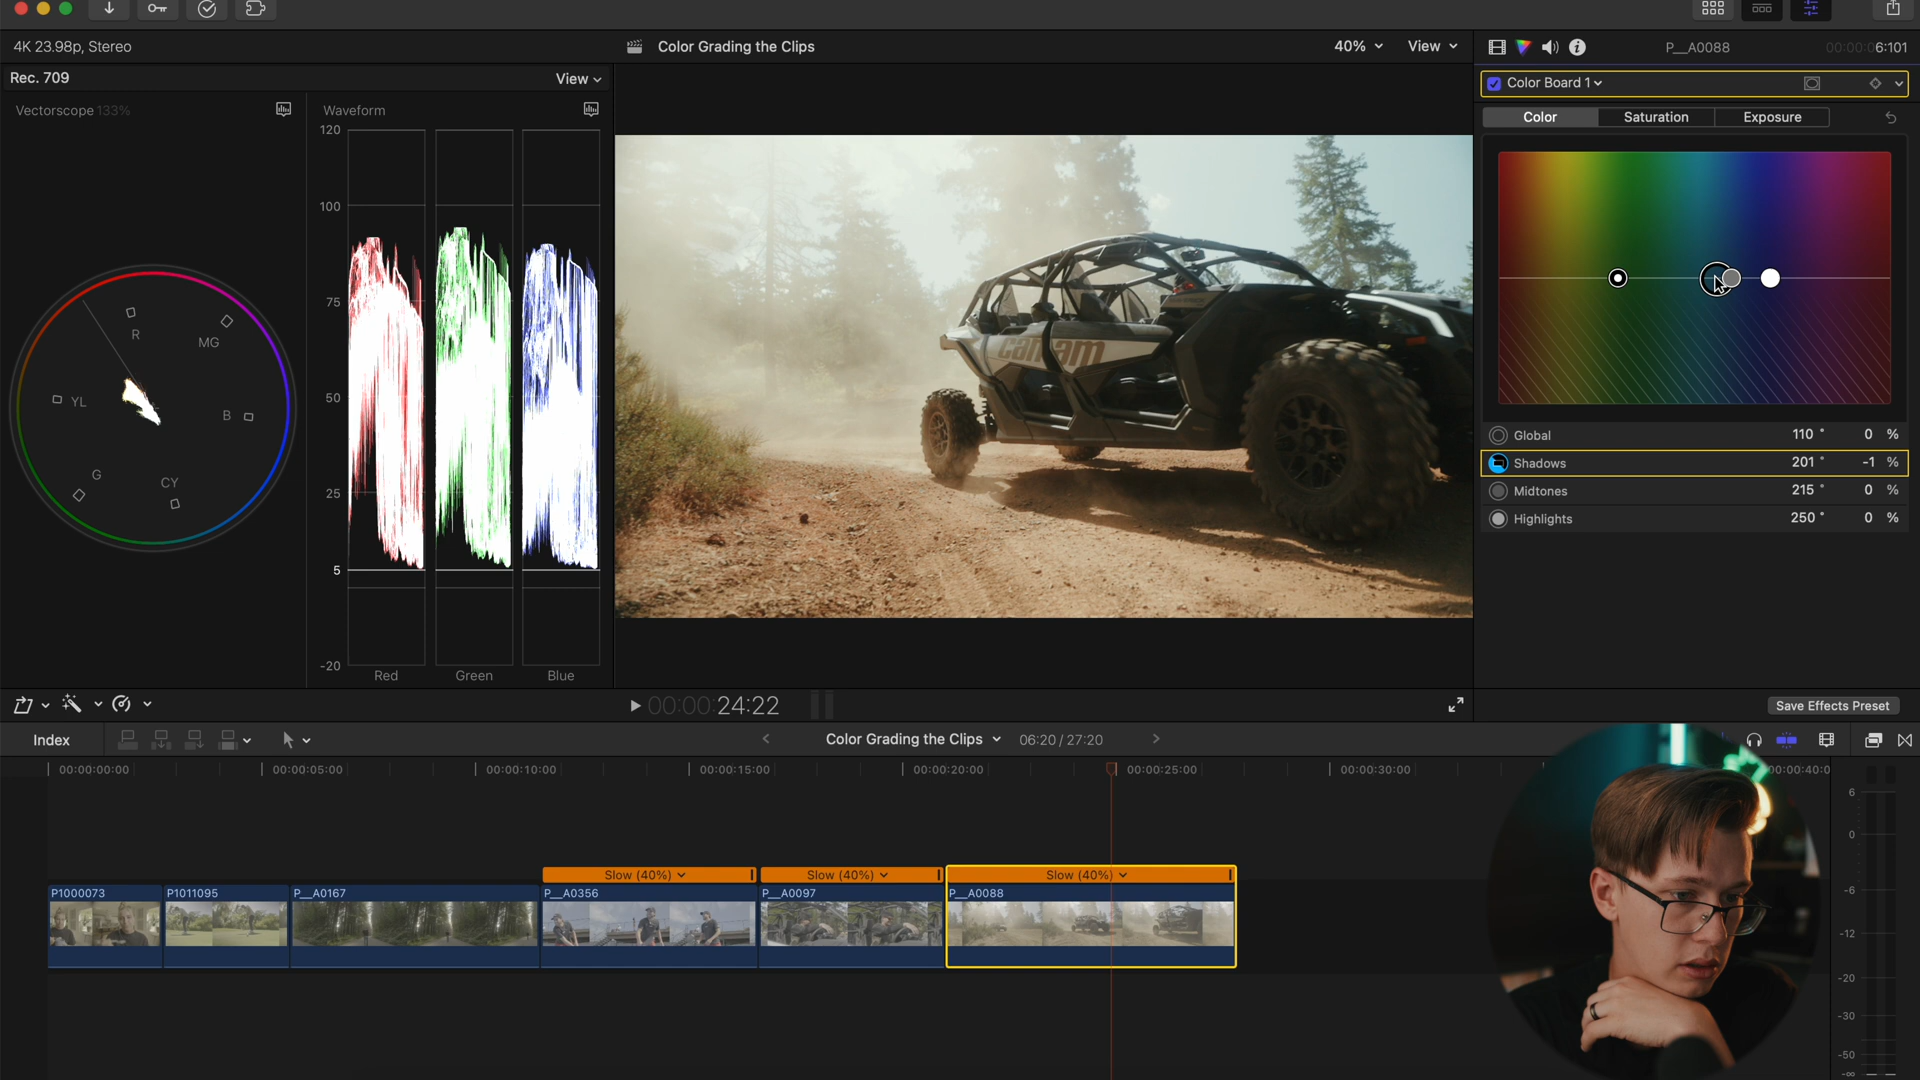 4K 23.98p, Stereo
Color Grading the Clips
40%
View
P__A0088
00:00:06:101
Rec. 709
View
Color Board 1
Vectorscope 133%
Waveform
Color
Saturation
Exposure
120
100
75
50
25
5
-20
Red
Green
Blue
R
MG
YL
B
G
CY
can-am
Global 110 ° 0 %
Shadows 201 ° -1 %
Midtones 215 ° 0 %
Highlights 250 ° 0 %
00:00:24:22
Save Effects Preset
Index
Color Grading the Clips
06:20 / 27:20
00:00:00:00
00:00:05:00
00:00:10:00
00:00:15:00
00:00:20:00
00:00:25:00
00:00:30:00
00:00:40:0
Slow (40%)
Slow (40%)
Slow (40%)
P1000073
P1011095
P__A0167
P__A0356
P__A0097
P__A0088
6
0
-6
-12
-20
-30
-50
-∞